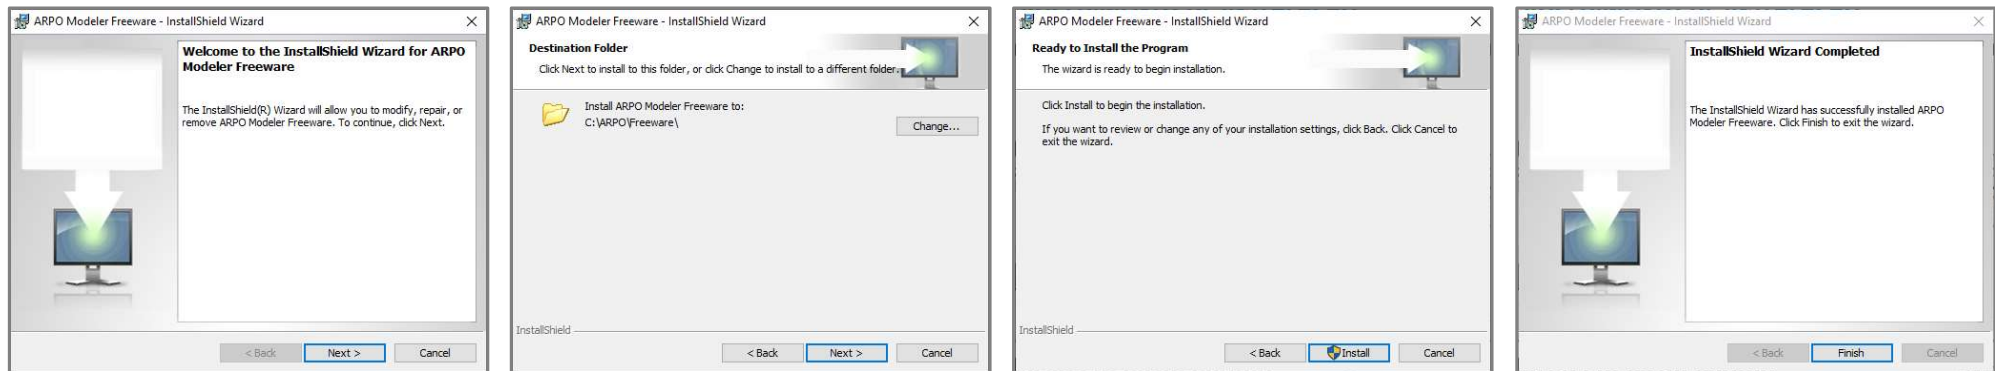 ARPO Modeler Freeware - InstallShield Wizard
Welcome to the InstallShield Wizard for ARPO
Modeler Freeware
The InstallShield(R) Wizard will allow you to modify, repair, or
remove ARPO Modeler Freeware. To continue, click Next.
< Back
Next >
Cancel
ARPO Modeler Freeware - InstallShield Wizard
Destination Folder
Click Next to install to this folder, or click Change to install to a different folder.
Install ARPO Modeler Freeware to:
C:\ARPO\Freeware\
Change...
InstallShield
< Back
Next >
Cancel
ARPO Modeler Freeware - InstallShield Wizard
Ready to Install the Program
The wizard is ready to begin installation.
Click Install to begin the installation.
If you want to review or change any of your installation settings, click Back. Click Cancel to
exit the wizard.
InstallShield
< Back
Install
Cancel
ARPO Modeler Freeware - InstallShield Wizard
InstallShield Wizard Completed
The InstallShield Wizard has successfully installed ARPO
Modeler Freeware. Click Finish to exit the wizard.
< Back
Finish
Cancel